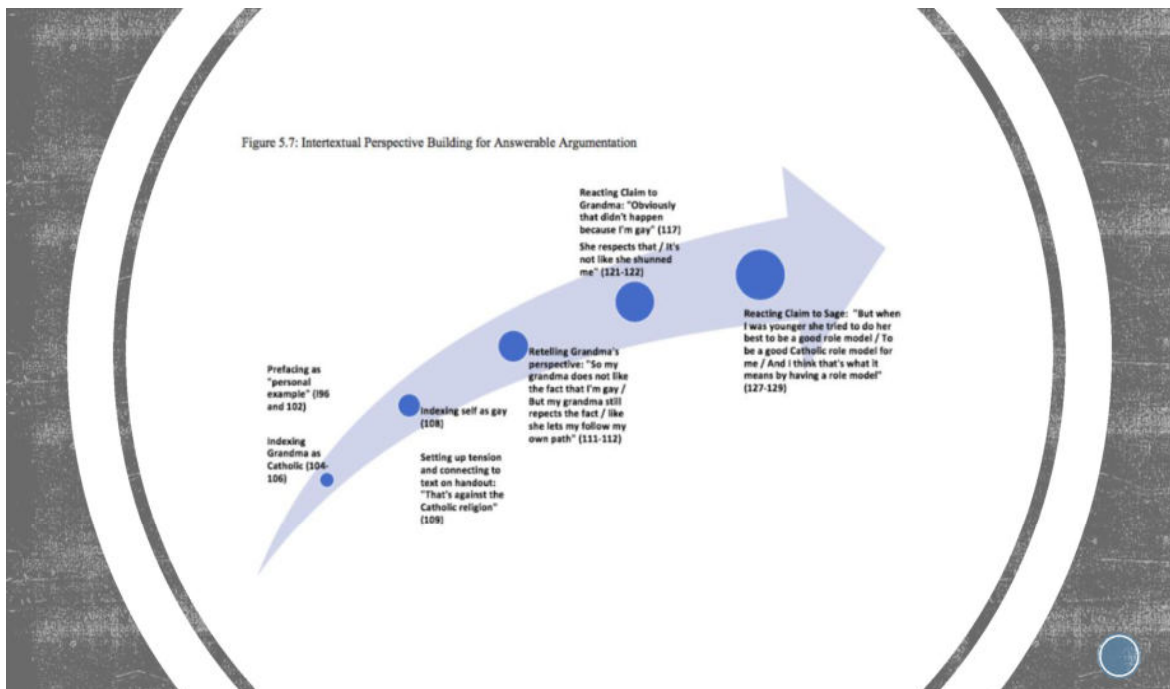 Figure 5.7: Intertextual Perspective Building for Answerable Argumentation
Prefacing as
"personal
example" (l96
and 102)
Indexing
Grandma as
Catholic (104-
106)
Indexing self as gay
(108)
Setting up tension
and connecting to
text on handout:
"That's against the
Catholic religion"
(109)
Retelling Grandma's
perspective: "So my
grandma does not like
the fact that I'm gay /
But my grandma still
repects the fact / like
she lets my follow my
own path" (111-112)
Reacting Claim to
Grandma: "Obviously
that didn't happen
because I'm gay" (117)
She respects that / It's
not like she shunned
me" (121-122)
Reacting Claim to Sage: "But when
I was younger she tried to do her
best to be a good role model / To
be a good Catholic role model for
me / And I think that's what it
means by having a role model"
(127-129)